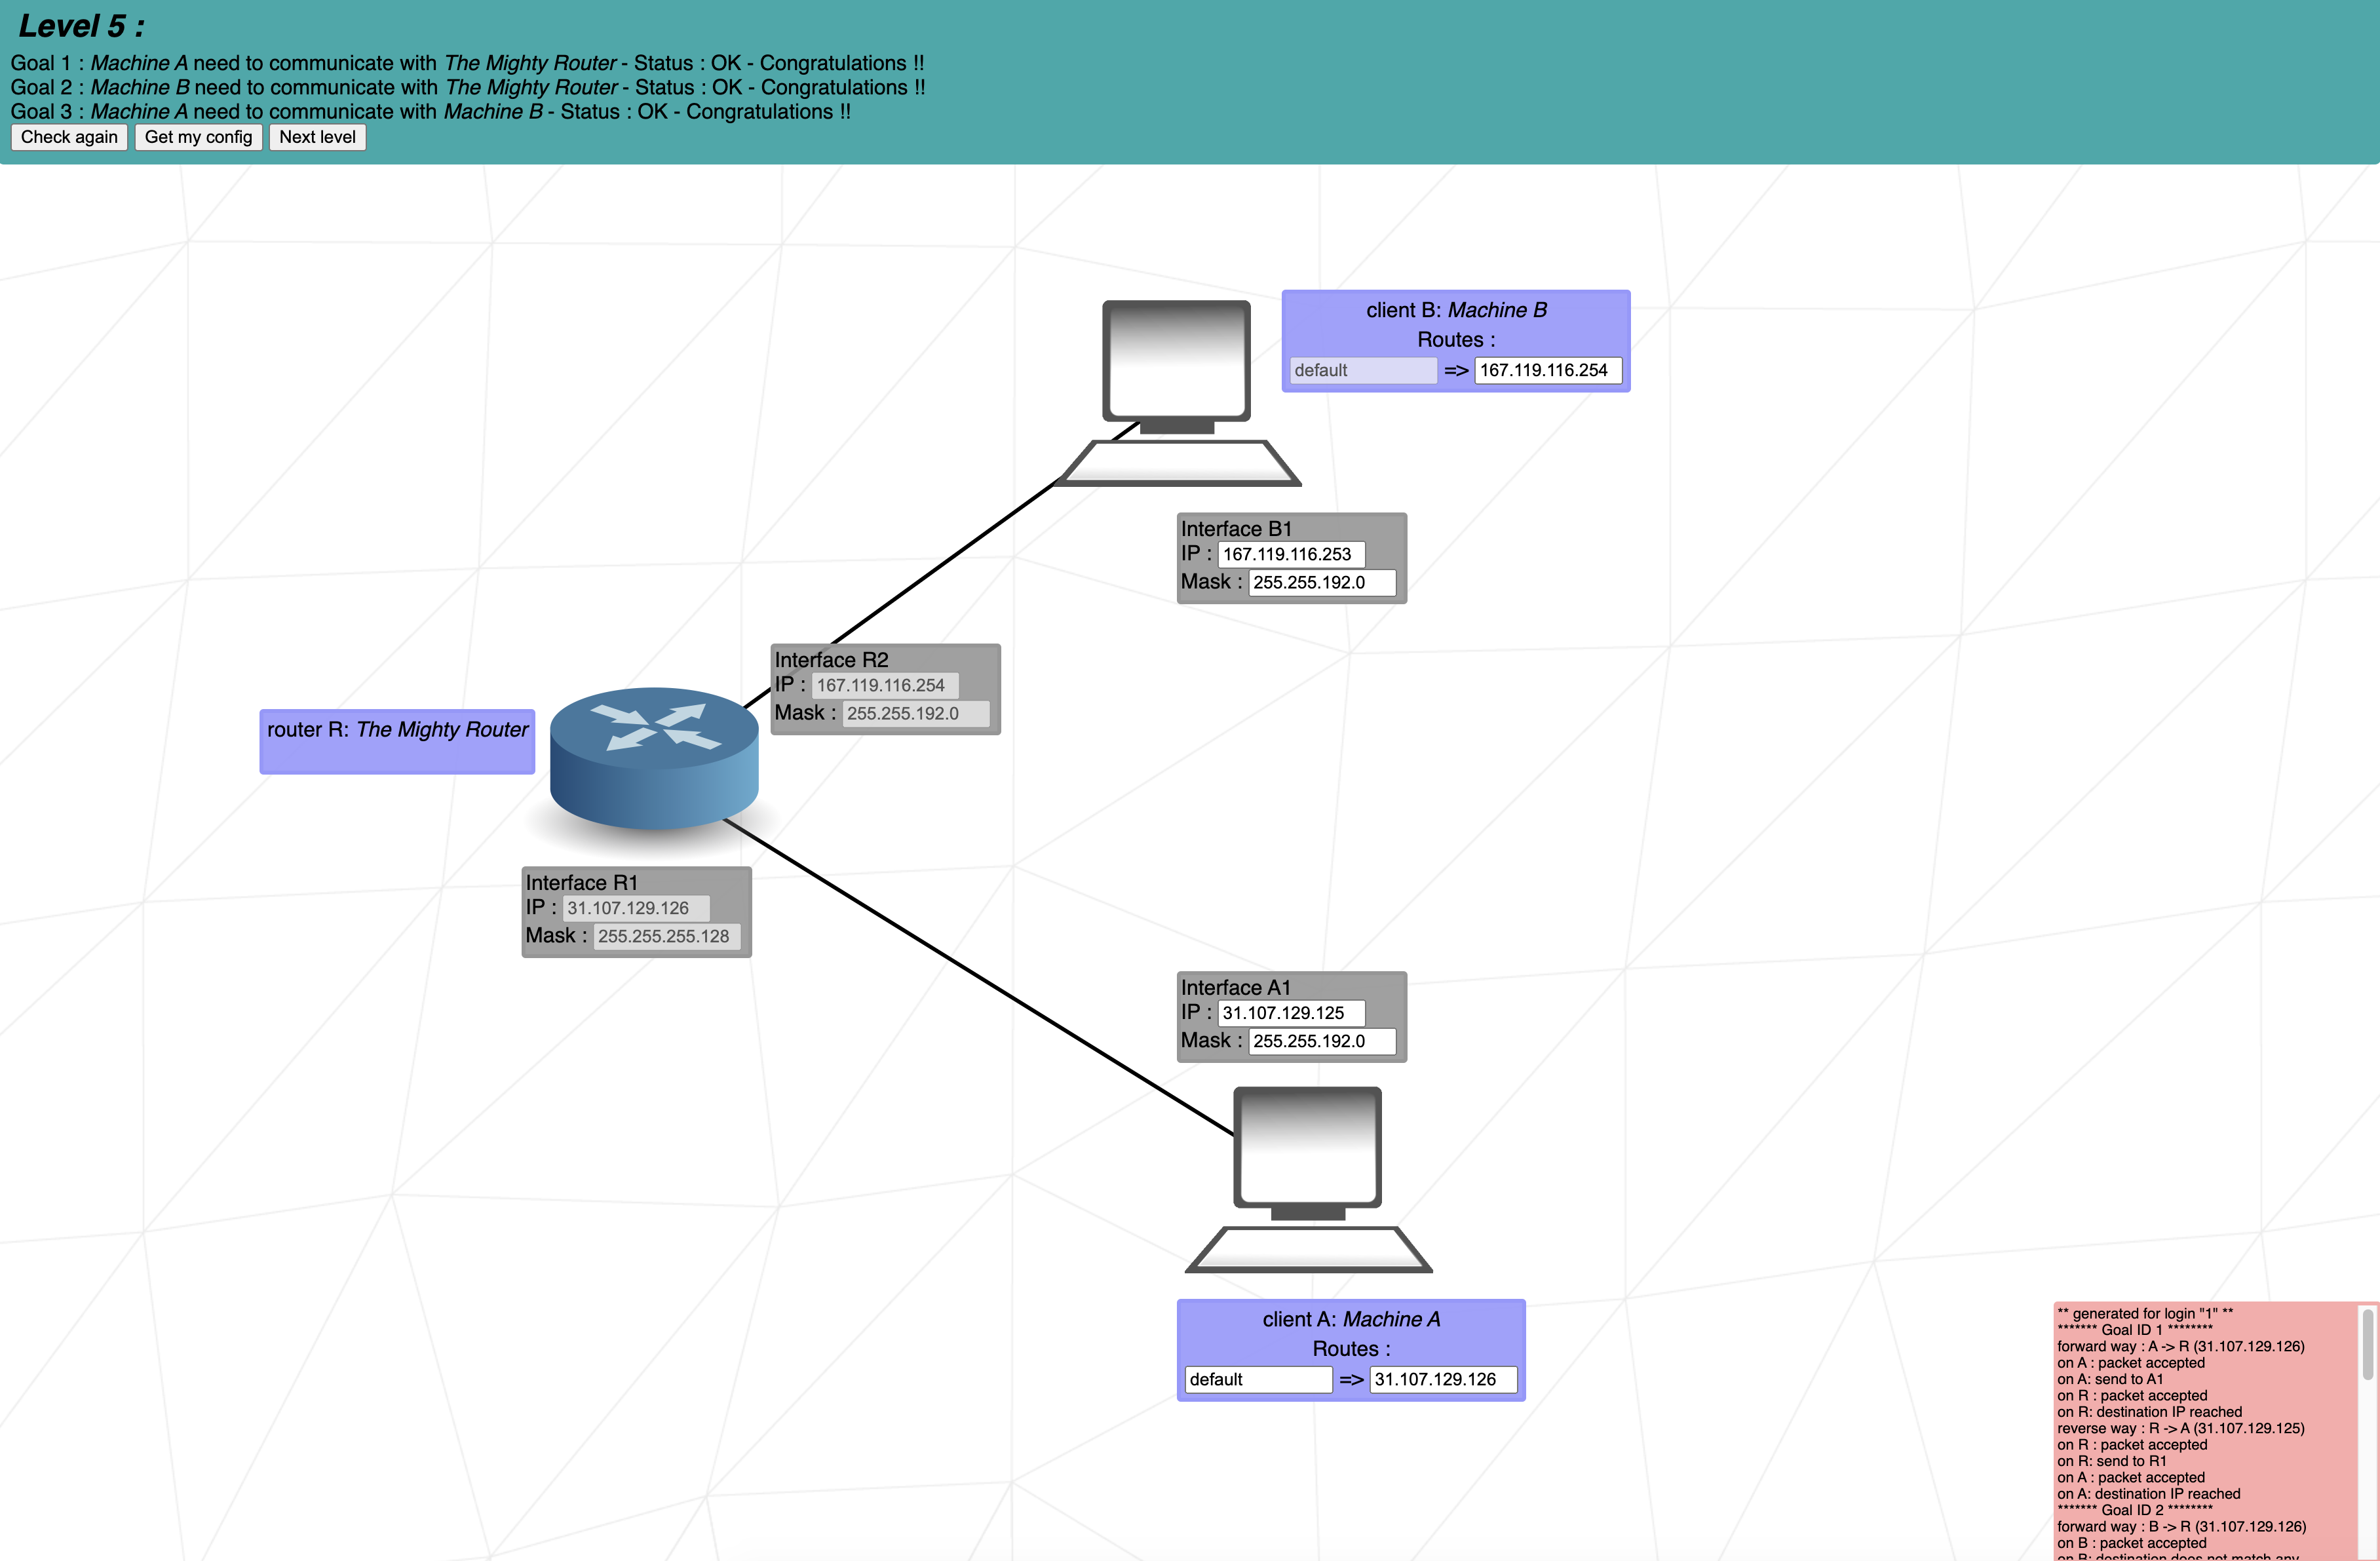 Level 5 :
Goal 1 : Machine A need to communicate with The Mighty Router - Status : OK - Congratulations !!
Goal 2 : Machine B need to communicate with The Mighty Router - Status : OK - Congratulations !!
Goal 3 : Machine A need to communicate with Machine B - Status : OK - Congratulations !!
Check again Get my config Next level
client B: Machine B
Routes :
default => 167.119.116.254
Interface B1
IP : 167.119.116.253
Mask : 255.255.192.0
Interface R2
IP : 167.119.116.254
Mask : 255.255.192.0
router R: The Mighty Router
Interface R1
IP : 31.107.129.126
Mask : 255.255.255.128
Interface A1
IP : 31.107.129.125
Mask : 255.255.192.0
client A: Machine A
Routes :
default => 31.107.129.126
** generated for login "1" **
******* Goal ID 1 ********
forward way : A -> R (31.107.129.126)
on A : packet accepted
on A: send to A1
on R : packet accepted
on R: destination IP reached
reverse way : R -> A (31.107.129.125)
on R : packet accepted
on R: send to R1
on A : packet accepted
on A: destination IP reached
******* Goal ID 2 ********
forward way : B -> R (31.107.129.126)
on B : packet accepted
on B: destination does not match any